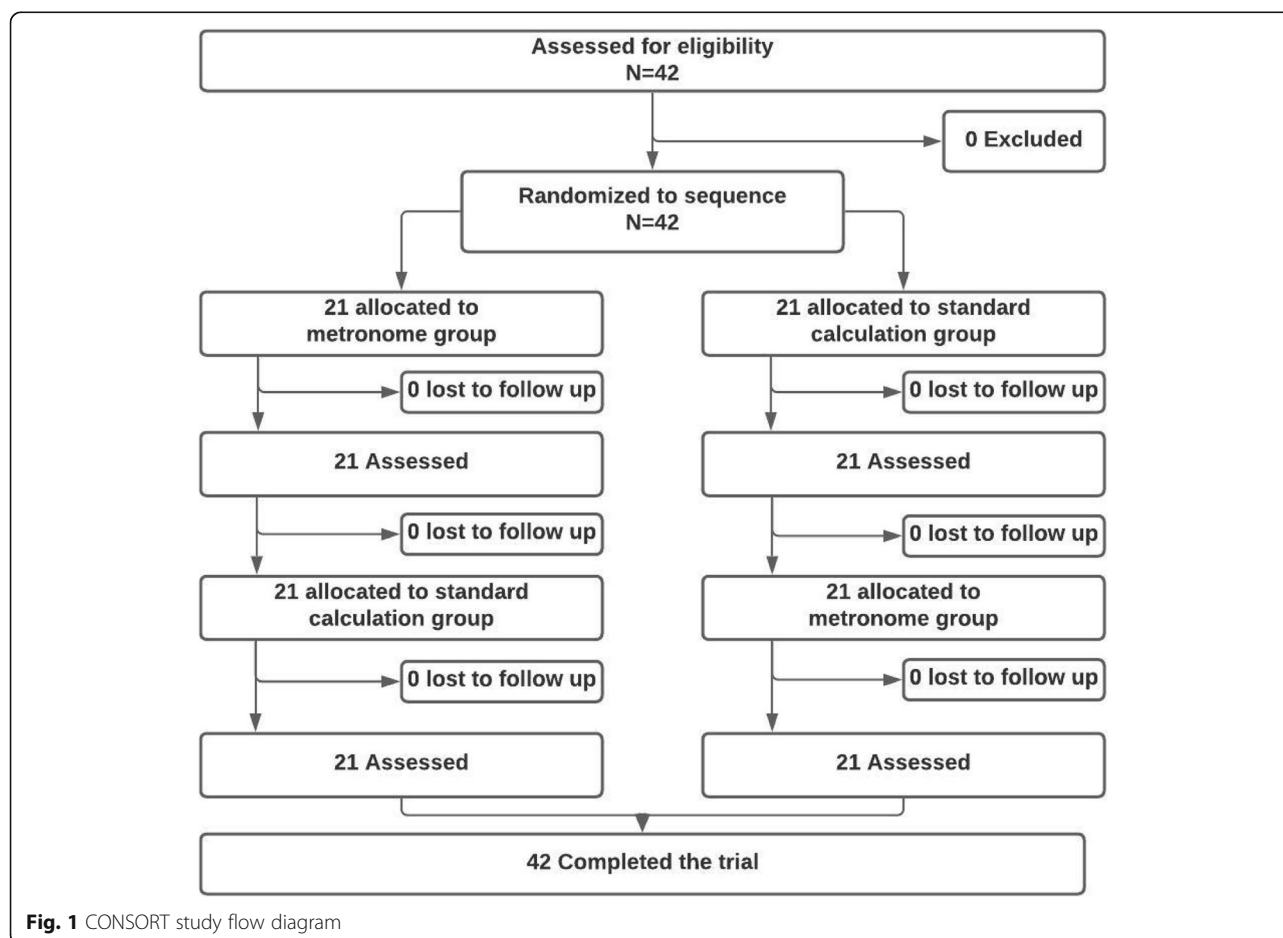 Assessed for eligibility
N=42
0 Excluded
Randomized to sequence
N=42
21 allocated to
metronome group
21 allocated to standard
calculation group
0 lost to follow up
0 lost to follow up
21 Assessed
21 Assessed
0 lost to follow up
0 lost to follow up
21 allocated to standard
calculation group
21 allocated to
metronome group
0 lost to follow up
0 lost to follow up
21 Assessed
21 Assessed
42 Completed the trial
Fig. 1 CONSORT study flow diagram